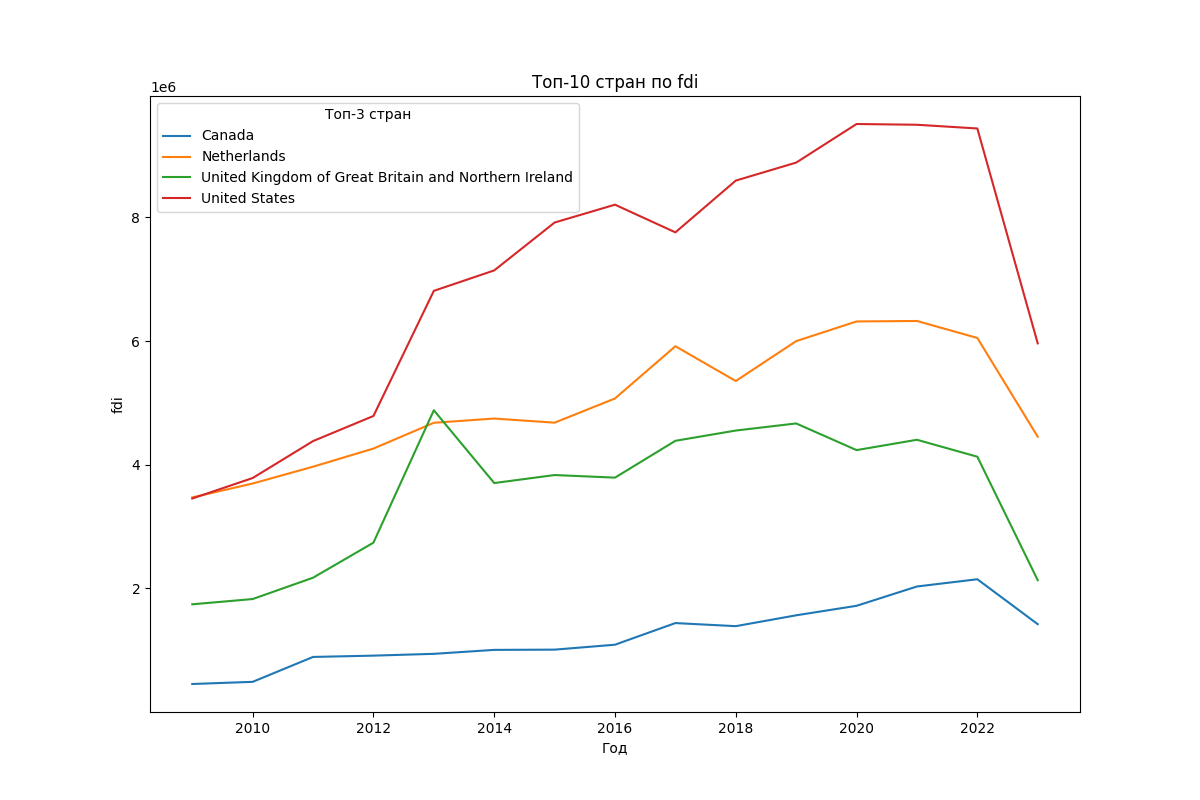 Топ-10 стран по fdi
1e6
Топ-3 стран
Canada
Netherlands
United Kingdom of Great Britain and Northern Ireland
United States
8
6
4
2
fdi
2010 2012 2014 2016 2018 2020 2022
Год